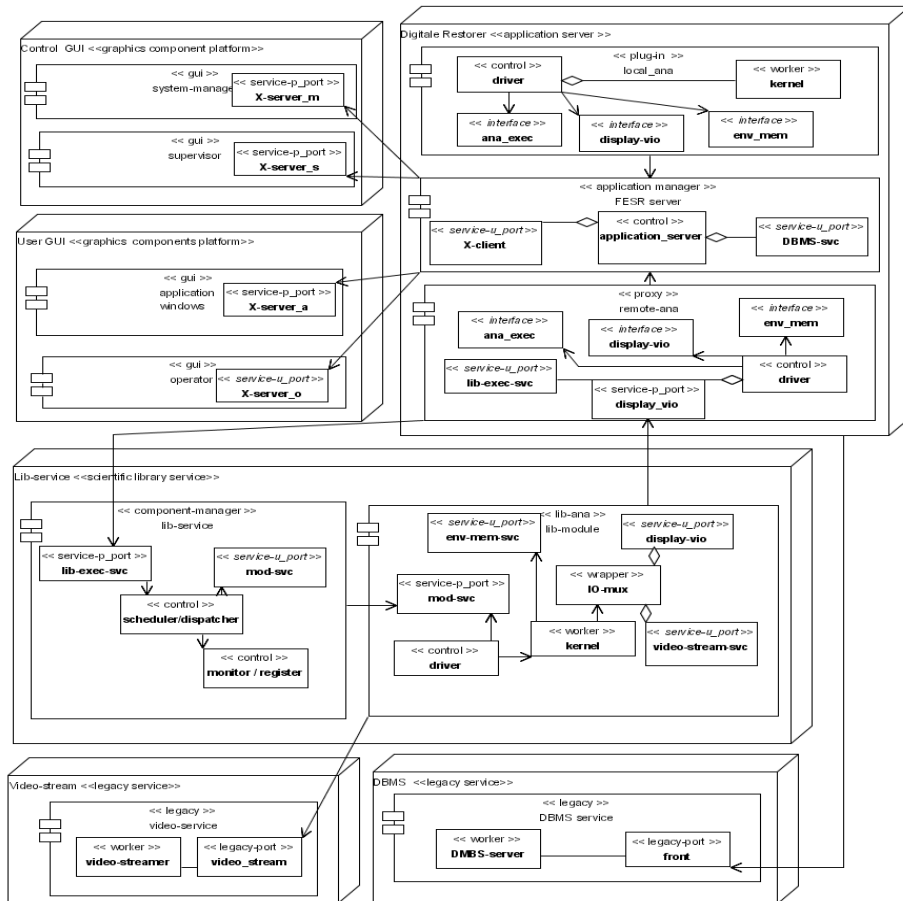 Control GUI <<graphics component platform>>
<< gui >>
system-manager
<< service-p_port >>
X-server_m
<< gui >>
supervisor
<< service-p_port >>
X-server_s
User GUI <<graphics components platform>>
<< gui >>
application
windows
<< service-p_port >>
X-server_a
<< gui >>
operator
<< service-u_port >>
X-server_o
Digitale Restorer <<application server >>
<< plug-in >>
local_ana
<< control >>
driver
<< worker >>
kernel
<< interface >>
ana_exec
<< interface >>
display-vio
<< interface >>
env_mem
<< application manager >>
FESR server
<< service-u_port >>
X-client
<< control >>
application_server
<< service-u_port >>
DBMS-svc
<< proxy >>
remote-ana
<< interface >>
ana_exec
<< interface >>
display-vio
<< interface >>
env_mem
<< service-u_port >>
lib-exec-svc
<< control >>
driver
<< service-p_port >>
display_vio
Lib-service <<scientific library service>>
<< component-manager >>
lib-service
<< service-p_port >>
lib-exec-svc
<< service-u_port >>
mod-svc
<< control >>
scheduler/dispatcher
<< control >>
monitor / register
<< lib-ana >>
lib-module
<< service-u_port >>
env-mem-svc
<< service-u_port >>
display-vio
<< service-p_port >>
mod-svc
<< wrapper >>
IO-mux
<< control >>
driver
<< worker >>
kernel
<< service-u_port >>
video-stream-svc
Video-stream <<legacy service>>
<< legacy >>
video-service
<< worker >>
video-streamer
<< legacy-port >>
video_stream
DBMS <<legacy service>>
<< legacy >>
DBMS service
<< worker >>
DMBS-server
<< legacy-port >>
front